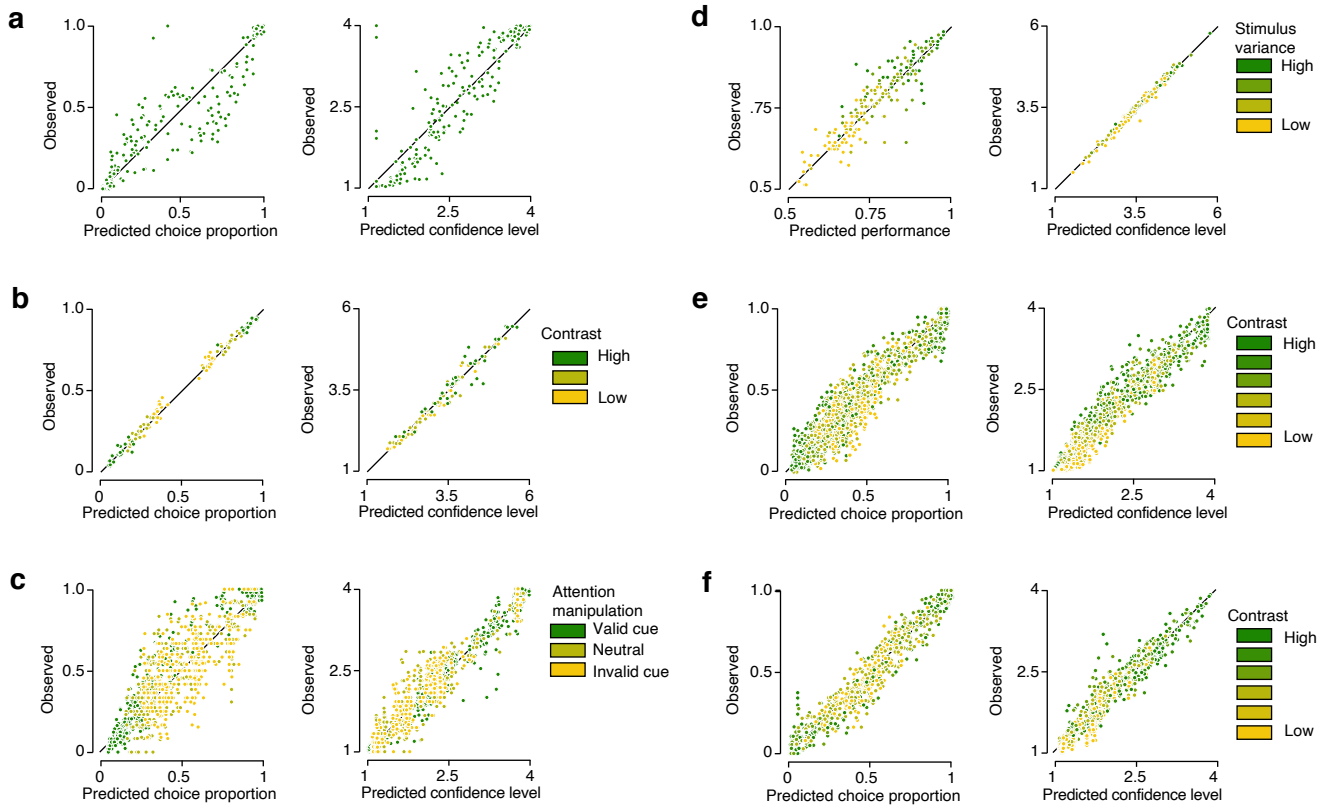 a
1.0
0.5
0
Observed
0
0.5
1
Predicted choice proportion
4
2.5
1
Observed
1
2.5
4
Predicted confidence level
b
1.0
0.5
0
Observed
0
0.5
1
Predicted choice proportion
6
3.5
1
Observed
1
3.5
6
Predicted confidence level
Contrast
High
Low
c
1.0
0.5
0
Observed
0
0.5
1
Predicted choice proportion
4
2.5
1
Observed
1
2.5
4
Predicted confidence level
Attention
manipulation
Valid cue
Neutral
Invalid cue
d
1.0
.75
0.5
Observed
0.5
0.75
1
Predicted performance
6
3.5
1
Observed
1
3.5
6
Predicted confidence level
Stimulus
variance
High
Low
e
1.0
0.5
0
Observed
0
0.5
1
Predicted choice proportion
4
2.5
1
Observed
1
2.5
4
Predicted confidence level
Contrast
High
Low
f
1.0
0.5
0
Observed
0
0.5
1
Predicted choice proportion
4
2.5
1
Observed
1
2.5
4
Predicted confidence level
Contrast
High
Low